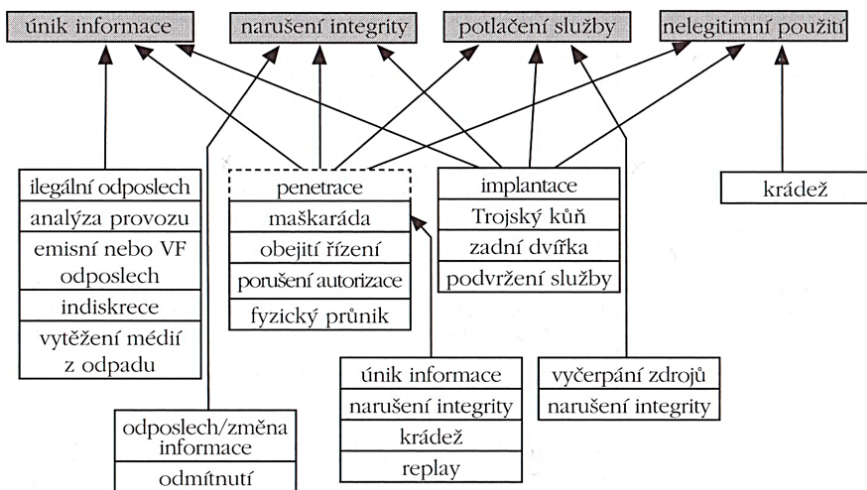 únik informace
narušení integrity
potlačení služby
nelegitimní použití
ilegální odposlech
analýza provozu
emisní nebo VF
odposlech
indiskrece
vytěžení médií
z odpadu
penetrace
maškaráda
obejití řízení
porušení autorizace
fyzický průnik
implantace
Trojský kůň
zadní dvířka
podvržení služby
krádež
odposlech/změna
informace
odmítnutí
únik informace
narušení integrity
krádež
replay
vyčerpání zdrojů
narušení integrity